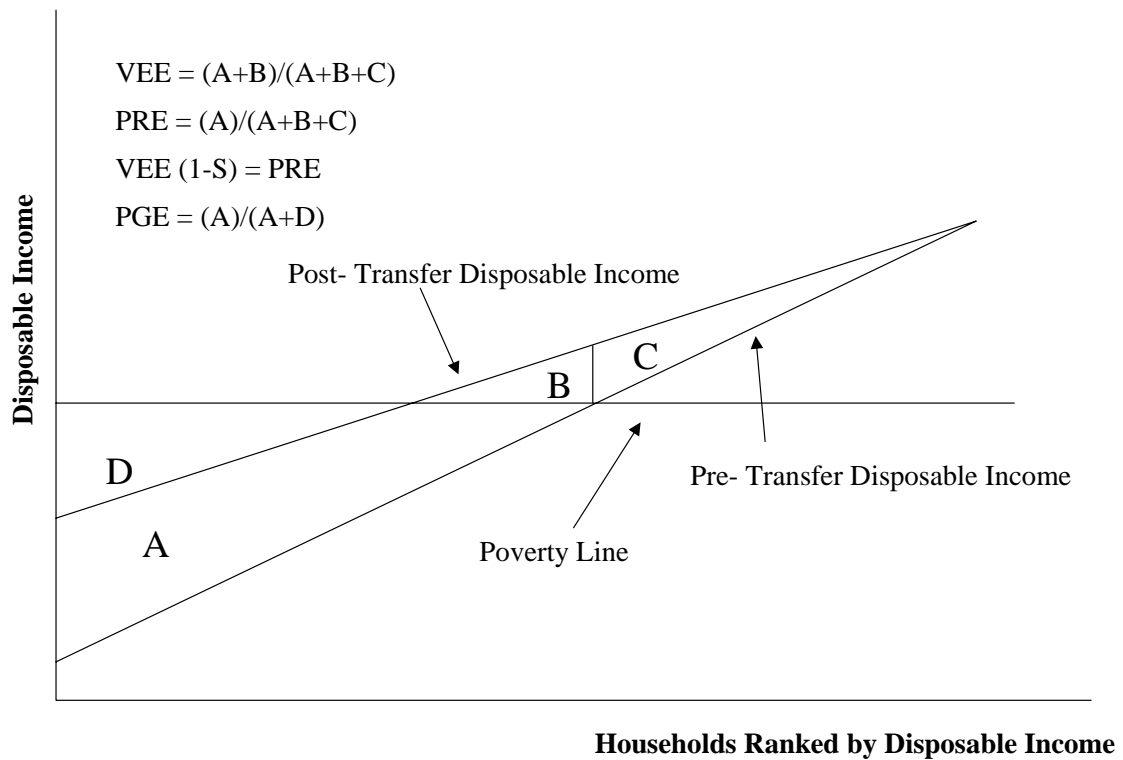 VEE = (A+B)/(A+B+C)
PRE = (A)/(A+B+C)
VEE (1-S) = PRE
PGE = (A)/(A+D)
Disposable Income
Post- Transfer Disposable Income
C
B
D
Pre- Transfer Disposable Income
A
Poverty Line
Households Ranked by Disposable Income